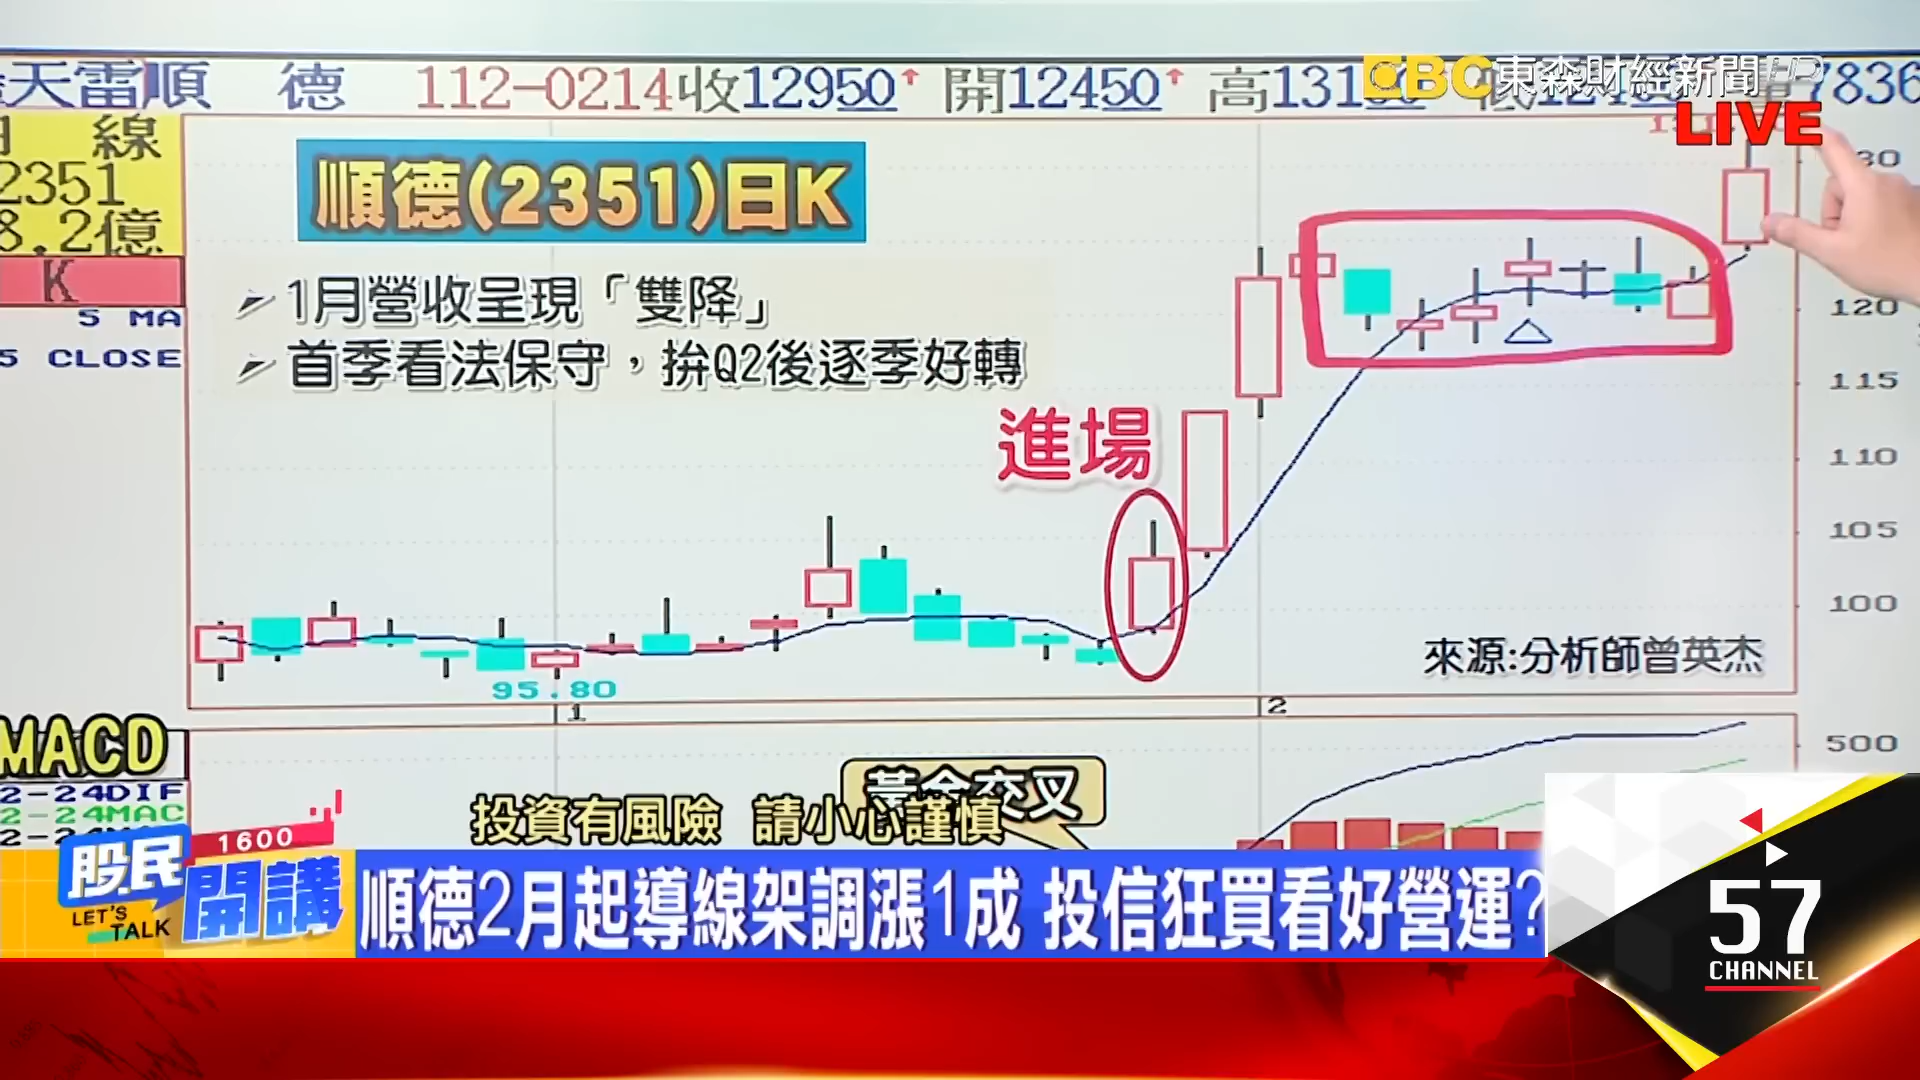 天雷順 德 112-0214收12950↑ 開12450↑ 高131
EBC 東森財經新聞
LIVE
7836
線
2351
8.2億
K
5 MA
5 CLOSE
順德(2351)日K
➢ 1月營收呈現「雙降」
➢ 首季看法保守,拚Q2後逐季好轉
進場
120
115
110
105
100
95.80
來源:分析師曾英杰
1
2
500
MACD
2-24DIF
2-24MAC
黃金交叉
投資有風險 請小心謹慎
1600
股民開講
LET'S TALK
順德2月起導線架調漲1成 投信狂買看好營運?
57
CHANNEL